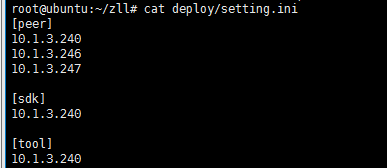 root@ubuntu:~/zll# cat deploy/setting.ini
[peer]
10.1.3.240
10.1.3.246
10.1.3.247
[sdk]
10.1.3.240
[tool]
10.1.3.240